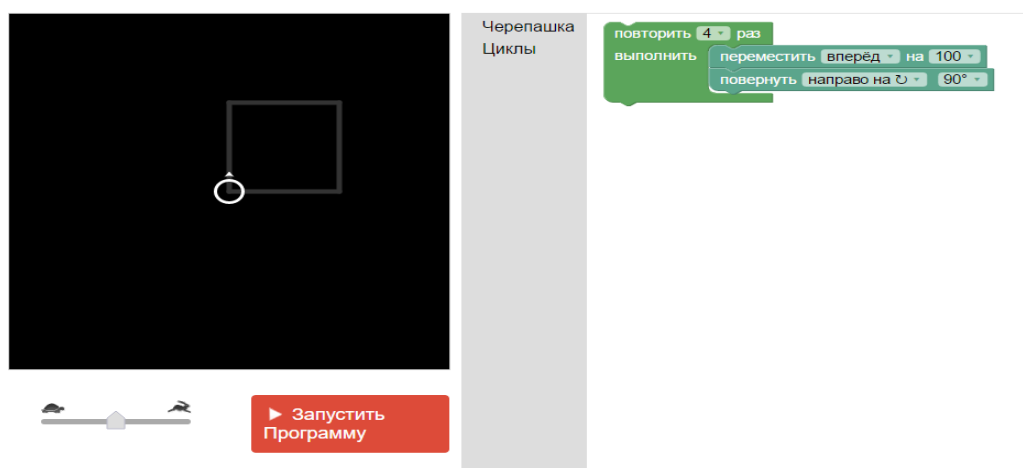 Черепашка
Циклы
повторить 4 раз
выполнить переместить вперёд на 100
повернуть направо на ↻ 90°
Запустить
Программу